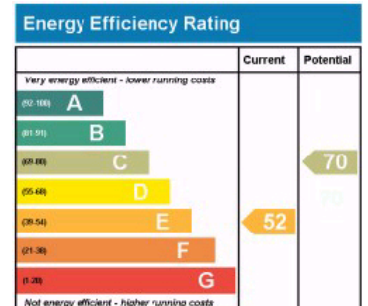 Energy Efficiency Rating
Current Potential
Very energy efficient - lower running costs
(92-100) A
(81-91) B
(69-80) C 70
(55-68) D
(39-54) E 52
(21-38) F
(1-20) G
Not energy efficient - higher running costs